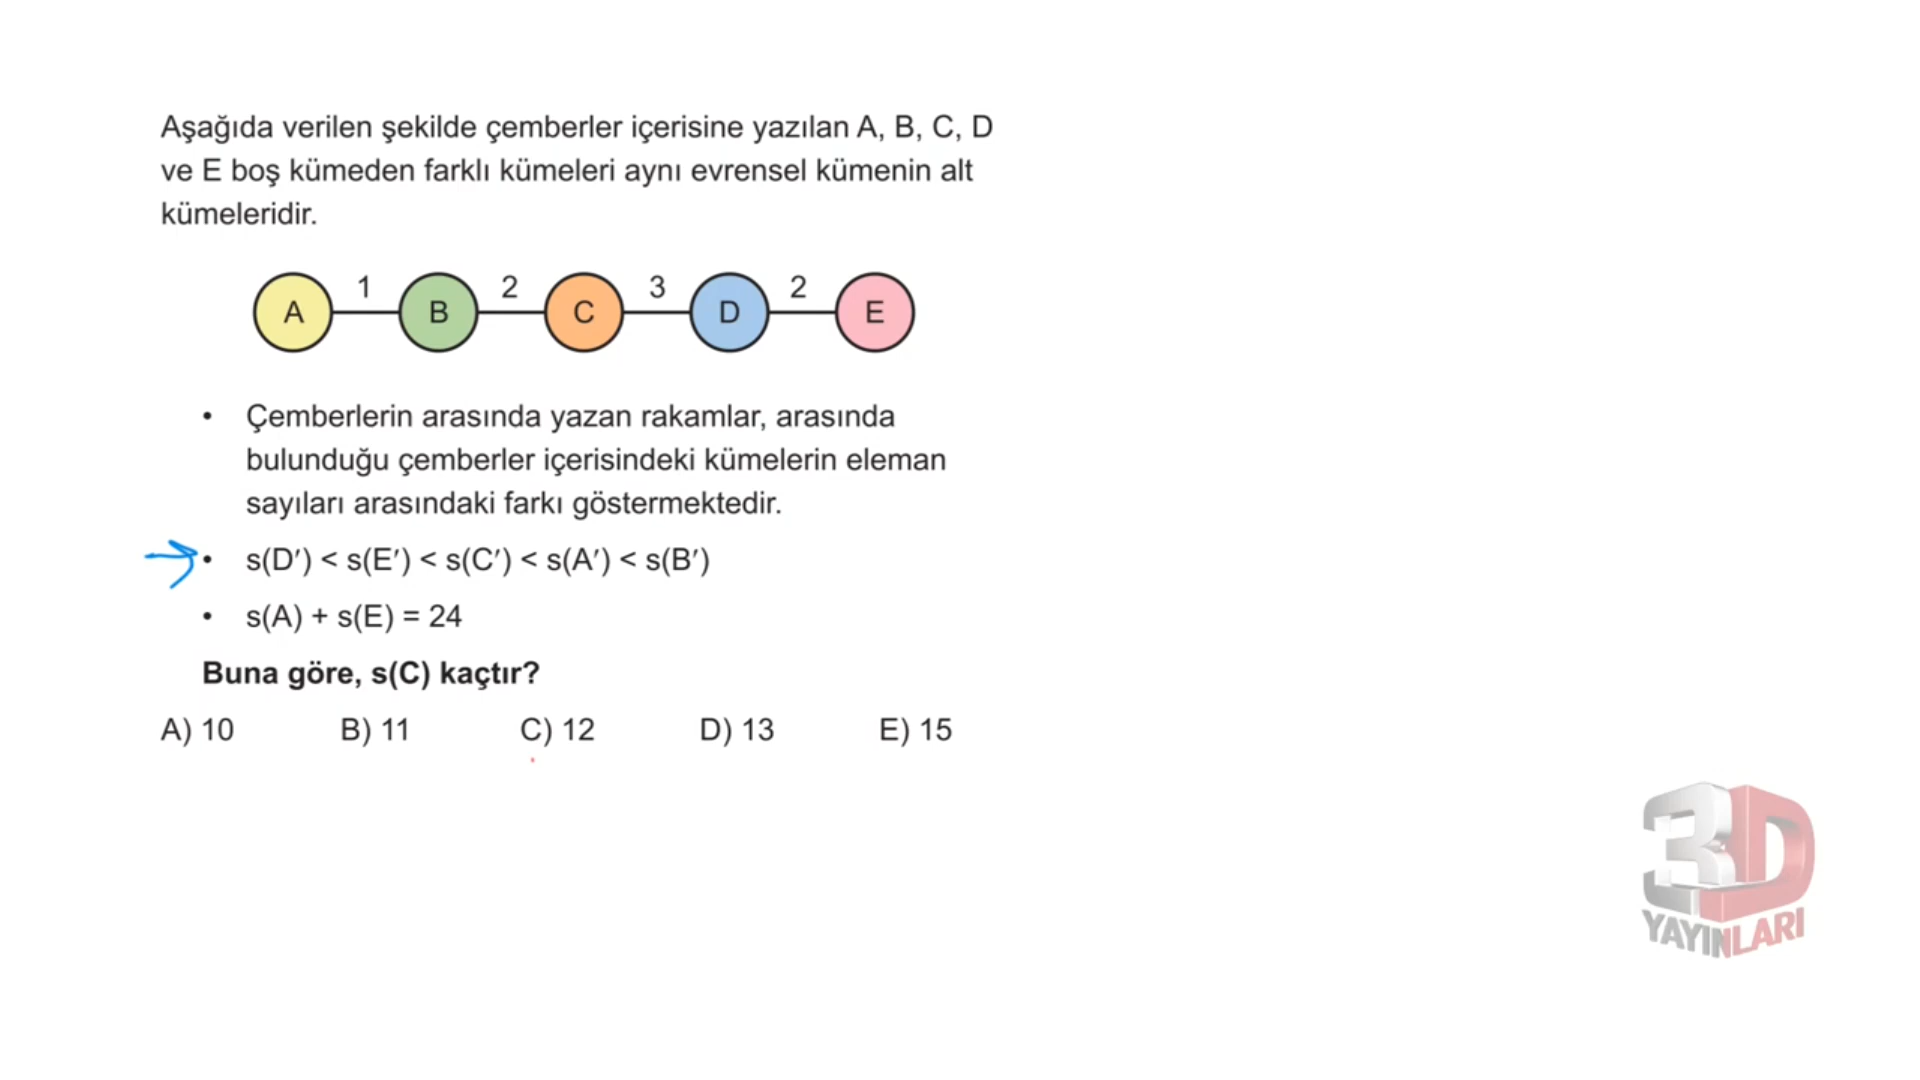 Aşağıda verilen şekilde çemberler içerisine yazılan A, B, C, D
ve E boş kümeden farklı kümeleri aynı evrensel kümenin alt
kümeleridir.
A 1 B 2 C 3 D 2 E
• Çemberlerin arasında yazan rakamlar, arasında
bulunduğu çemberler içerisindeki kümelerin eleman
sayıları arasındaki farkı göstermektedir.
• s(D′) < s(E′) < s(C′) < s(A′) < s(B′)
• s(A) + s(E) = 24
Buna göre, s(C) kaçtır?
A) 10 B) 11 C) 12 D) 13 E) 15
3D
YAYINLARI